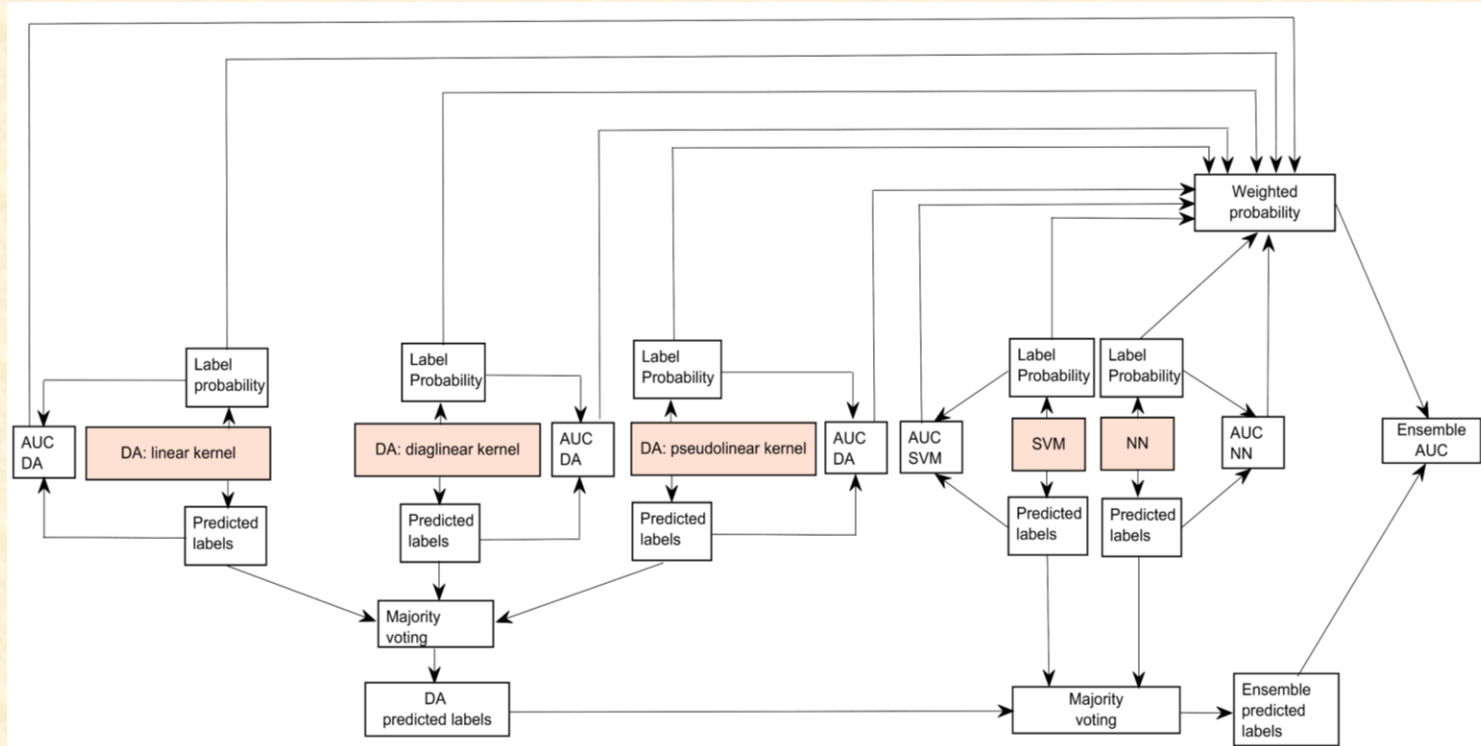 Weighted
probability
Label
probability
Label
Probability
Label
Probability
Label
Probability
Label
Probability
AUC
DA
DA: linear kernel
DA: diaglinear kernel
AUC
DA
DA: pseudolinear kernel
AUC
DA
AUC
SVM
SVM
NN
AUC
NN
Ensemble
AUC
Predicted
labels
Predicted
labels
Predicted
labels
Predicted
labels
Predicted
labels
Majority
voting
DA
predicted labels
Majority
voting
Ensemble
predicted
labels